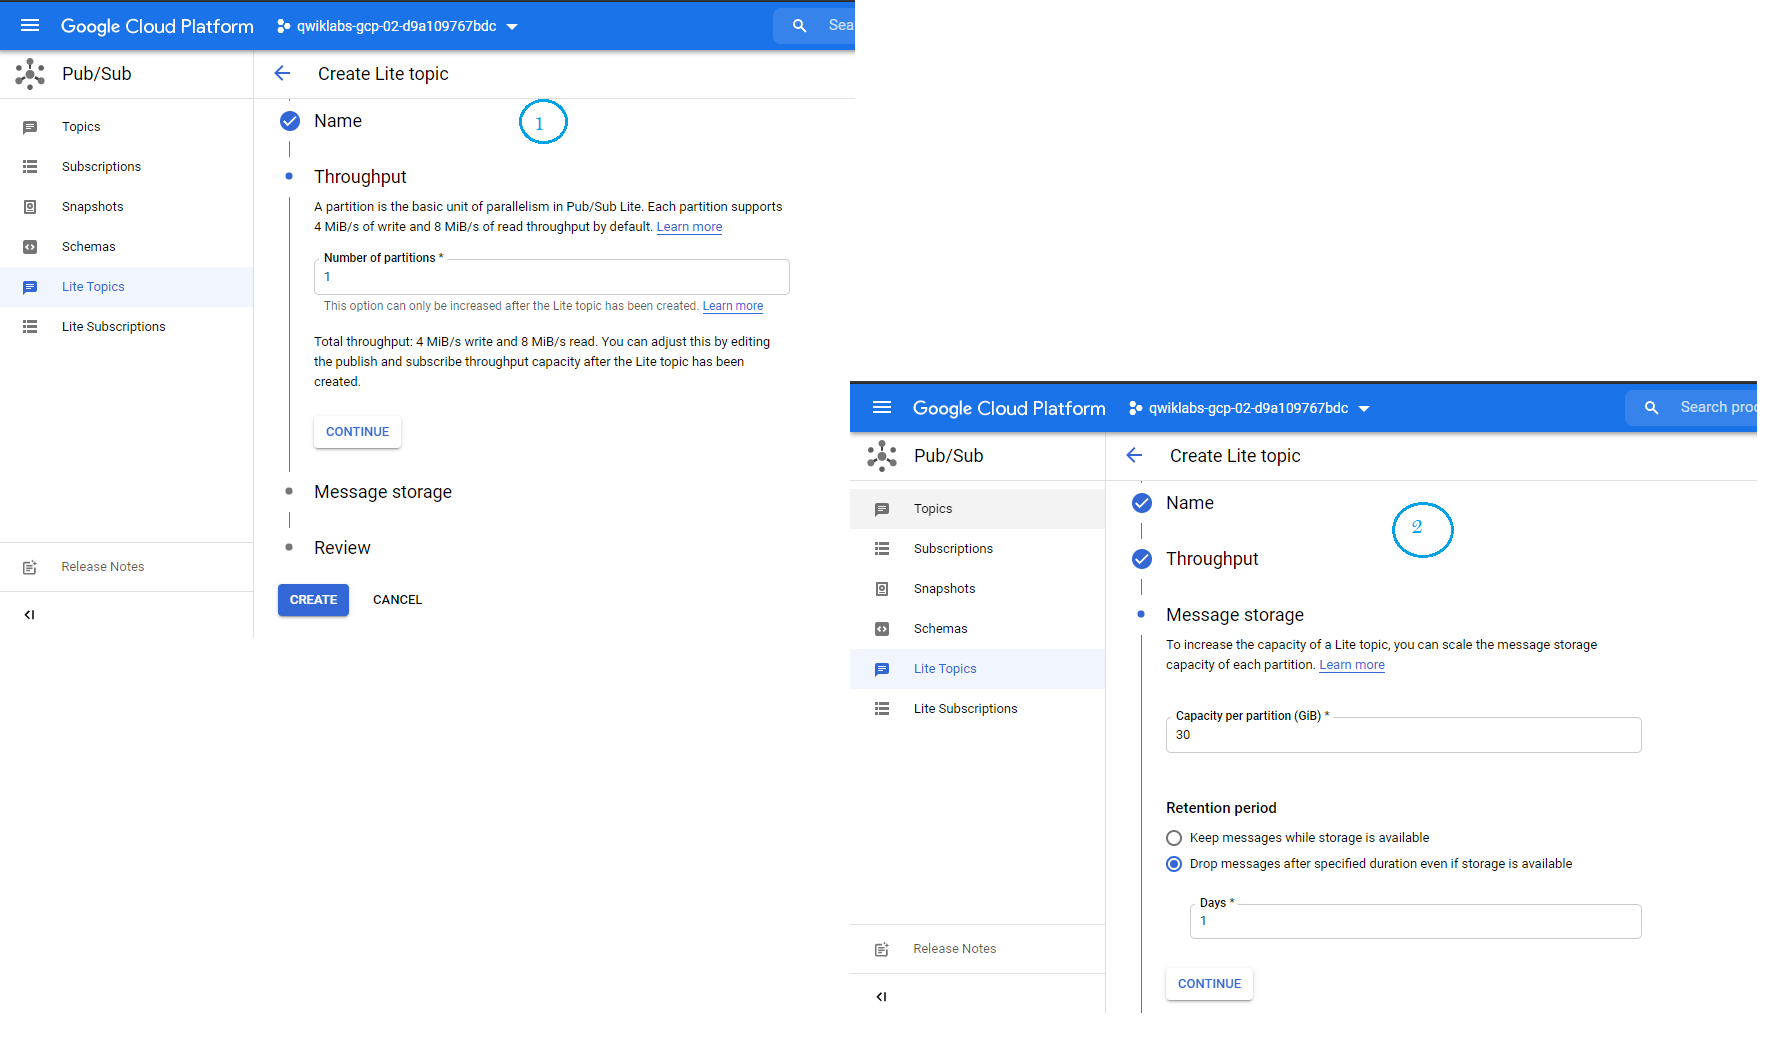 Google Cloud Platform
qwiklabs-gcp-02-d9a109767bdc
Sea
Pub/Sub
Create Lite topic
Topics
Subscriptions
Snapshots
Schemas
Lite Topics
Lite Subscriptions
Release Notes
Name
1
Throughput
A partition is the basic unit of parallelism in Pub/Sub Lite. Each partition supports
4 MiB/s of write and 8 MiB/s of read throughput by default. Learn more
Number of partitions *
1
This option can only be increased after the Lite topic has been created. Learn more
Total throughput: 4 MiB/s write and 8 MiB/s read. You can adjust this by editing
the publish and subscribe throughput capacity after the Lite topic has been
created.
CONTINUE
Message storage
Review
CREATE
CANCEL
Google Cloud Platform
qwiklabs-gcp-02-d9a109767bdc
Search prod
Pub/Sub
Create Lite topic
Topics
Subscriptions
Snapshots
Schemas
Lite Topics
Lite Subscriptions
Release Notes
Name
2
Throughput
Message storage
To increase the capacity of a Lite topic, you can scale the message storage
capacity of each partition. Learn more
Capacity per partition (GiB) *
30
Retention period
Keep messages while storage is available
Drop messages after specified duration even if storage is available
Days *
1
CONTINUE